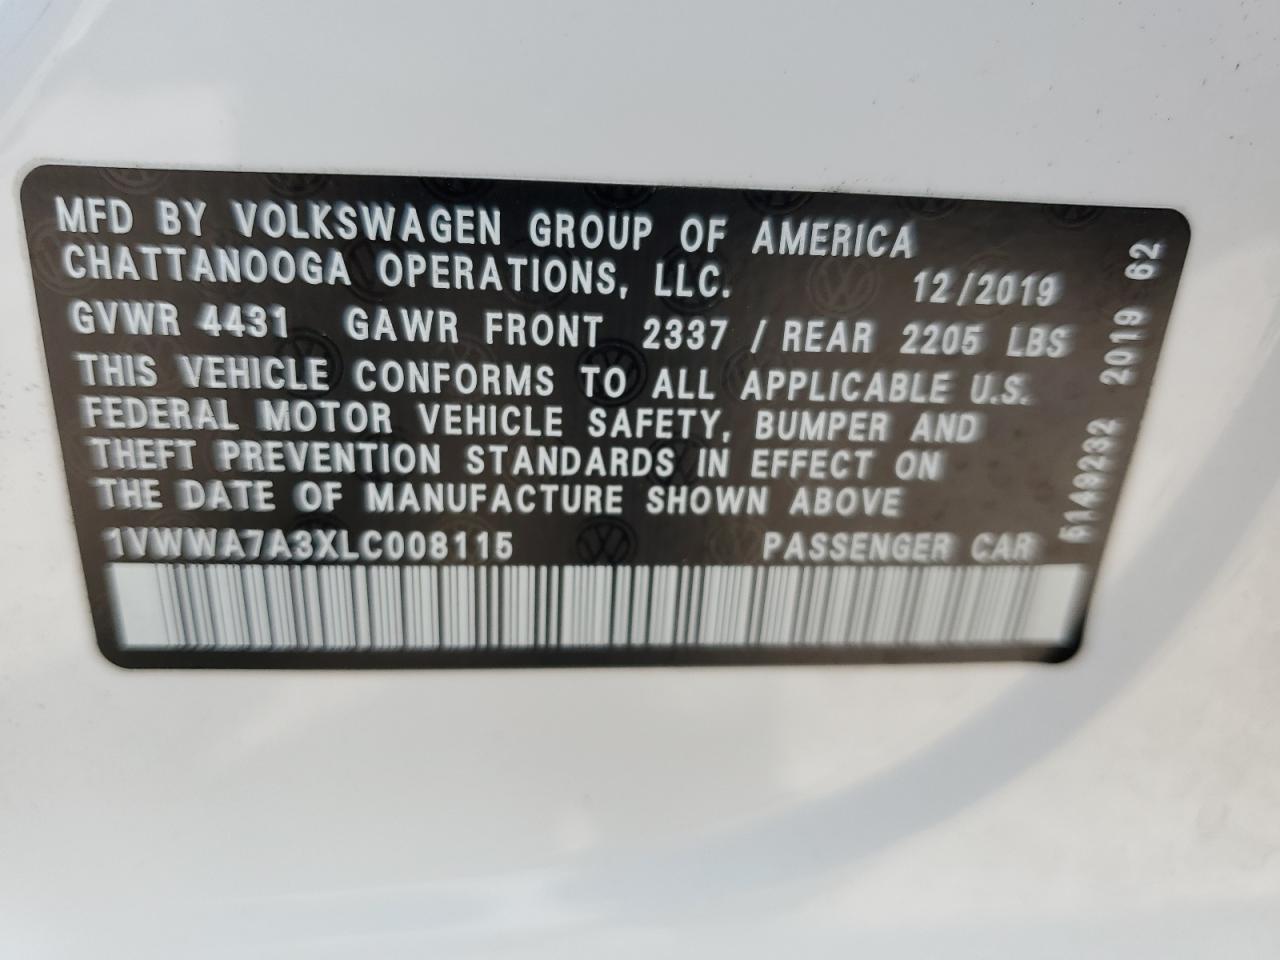 MFD BY VOLKSWAGEN GROUP OF AMERICA
CHATTANOOGA OPERATIONS, LLC. 12/2019
GVWR 4431 GAWR FRONT 2337 / REAR 2205 LBS
THIS VEHICLE CONFORMS TO ALL APPLICABLE U.S.
FEDERAL MOTOR VEHICLE SAFETY, BUMPER AND
THEFT PREVENTION STANDARDS IN EFFECT ON
THE DATE OF MANUFACTURE SHOWN ABOVE
1VWWA7A3XLC008115 PASSENGER CAR
5149232 2019 62